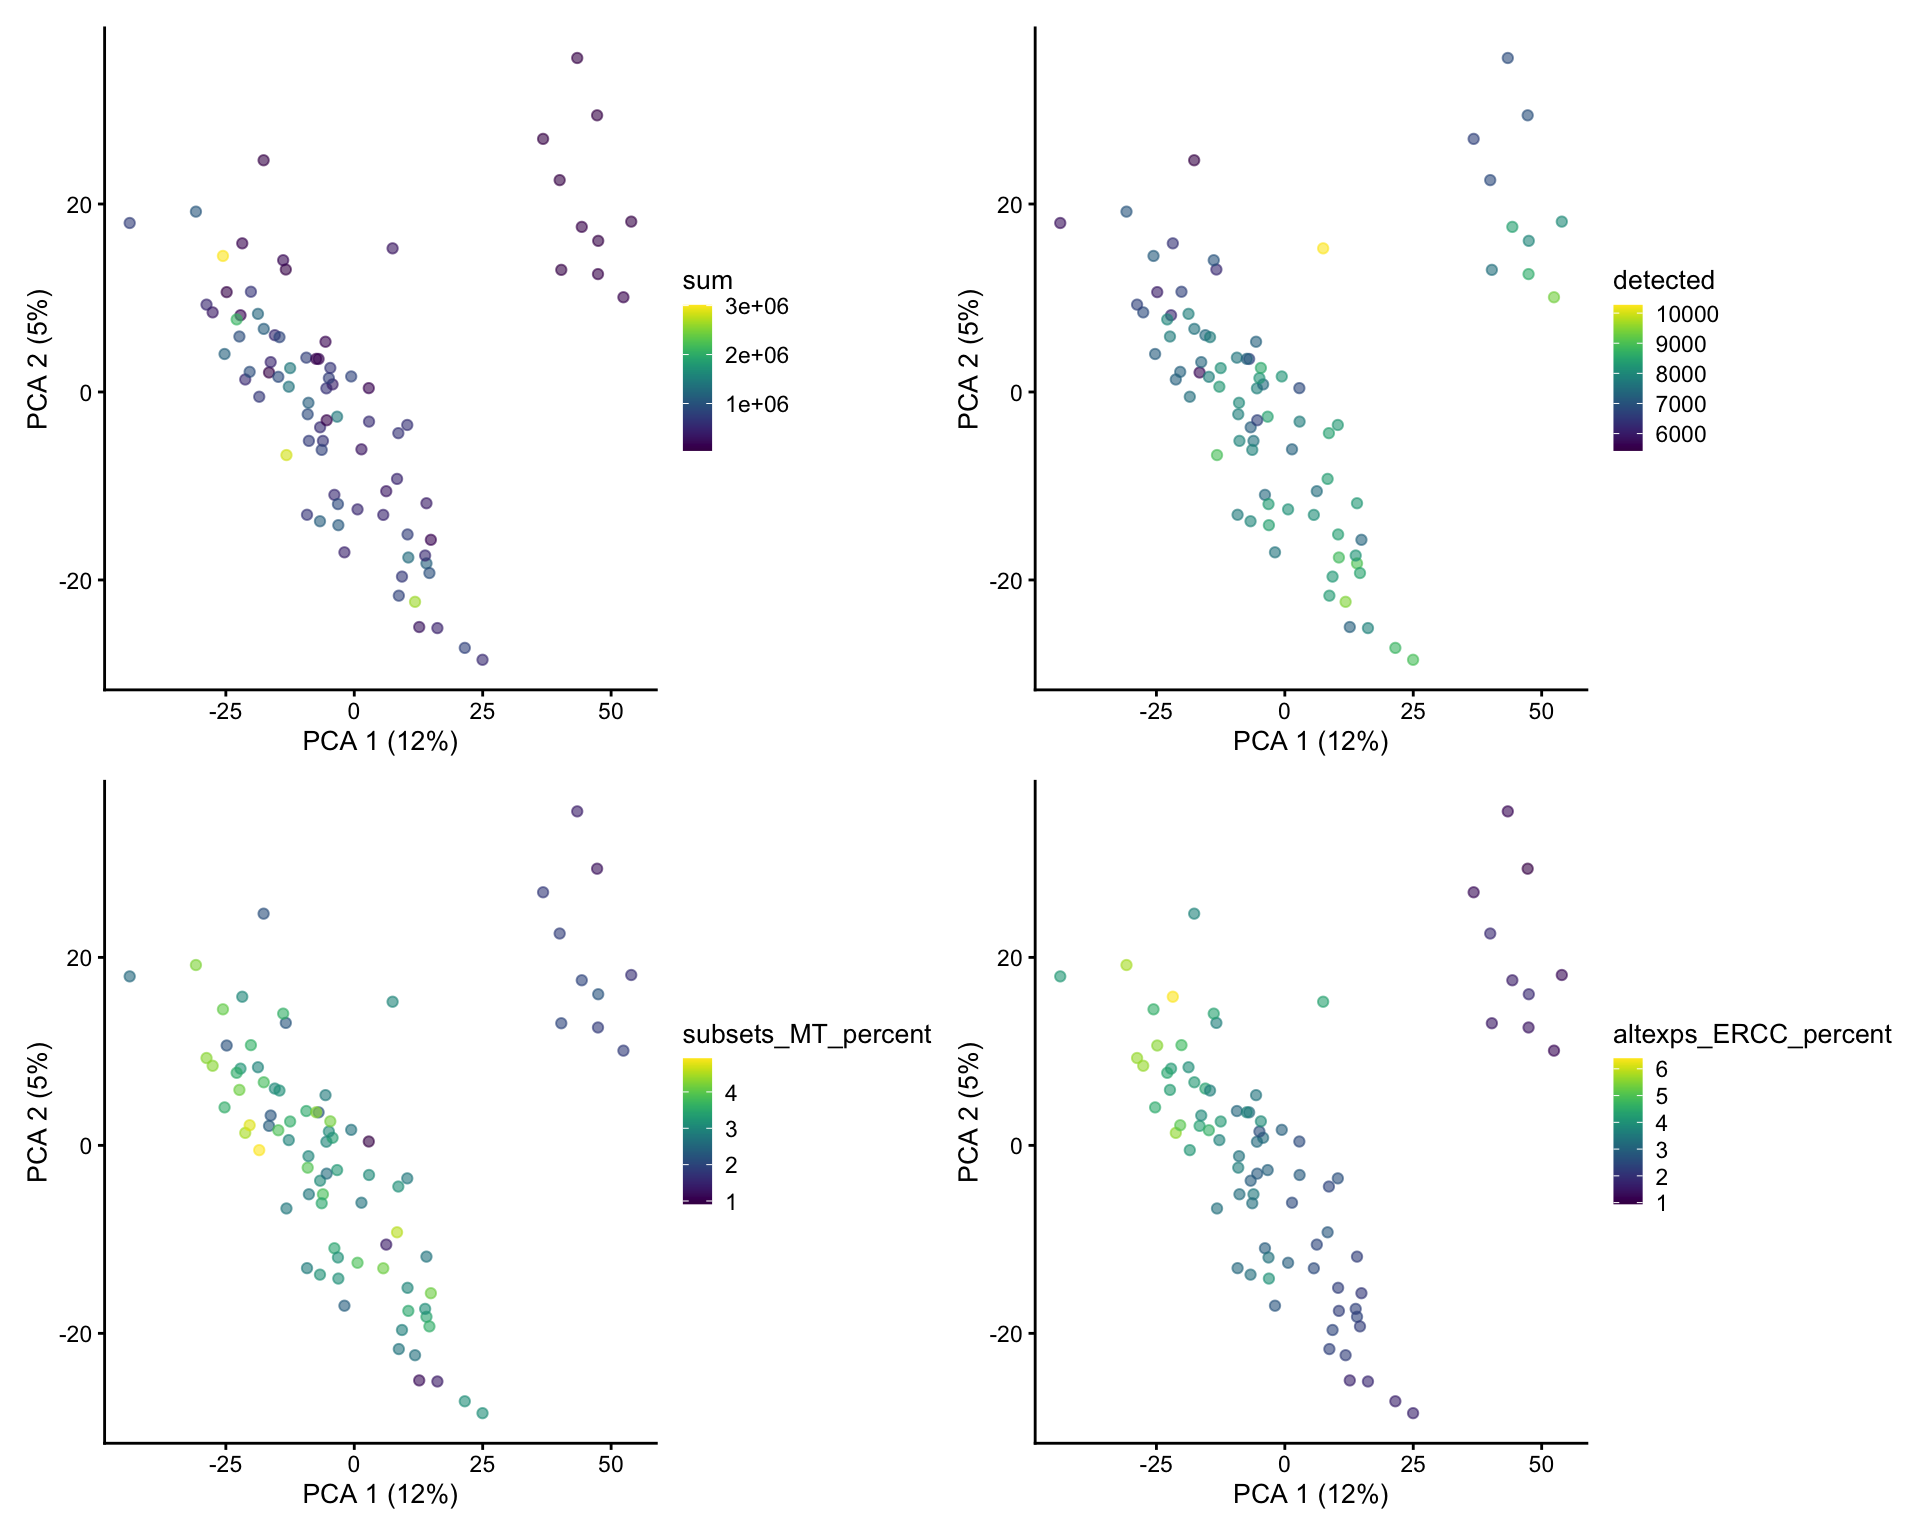 PCA 2 (5%)
20
0
-20
-25 0 25 50
PCA 1 (12%)
sum
3e+06
2e+06
1e+06
PCA 2 (5%)
20
0
-20
-25 0 25 50
PCA 1 (12%)
detected
10000
9000
8000
7000
6000
PCA 2 (5%)
20
0
-20
-25 0 25 50
PCA 1 (12%)
subsets_MT_percent
4
3
2
1
PCA 2 (5%)
20
0
-20
-25 0 25 50
PCA 1 (12%)
altexps_ERCC_percent
6
5
4
3
2
1